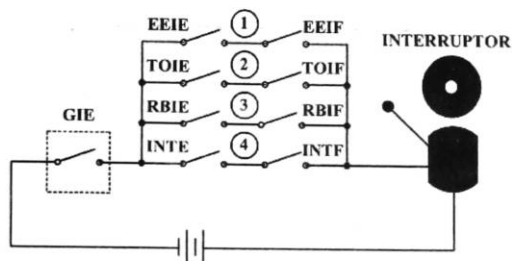 EEIE 1 EEIF
INTERRUPTOR
TOIE 2 TOIF
GIE
RBIE 3 RBIF
INTE 4 INTF